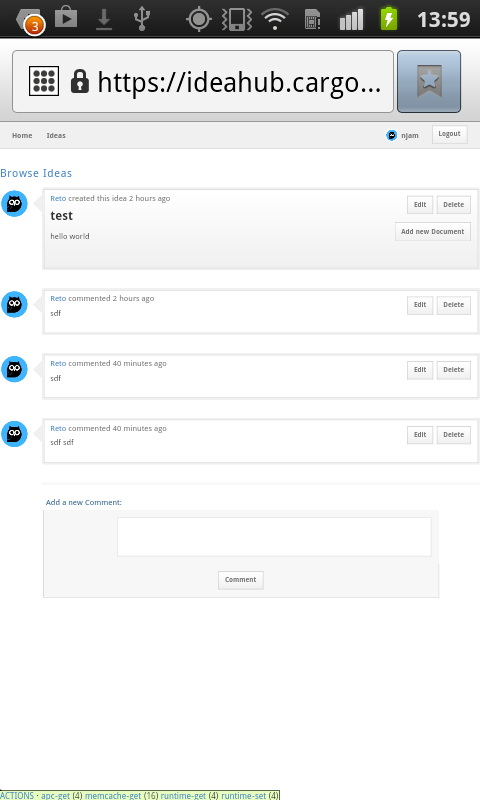 3
13:59
https://ideahub.cargo...
Home Ideas njam Logout
Browse Ideas
Reto created this idea 2 hours ago
Edit Delete
test
Add new Document
hello world
Reto commented 2 hours ago
Edit Delete
sdf
Reto commented 40 minutes ago
Edit Delete
sdf
Reto commented 40 minutes ago
Edit Delete
sdf sdf
Add a new Comment:
Comment
ACTIONS · apc-get (4) memcache-get (16) runtime-get (4) runtime-set (4)